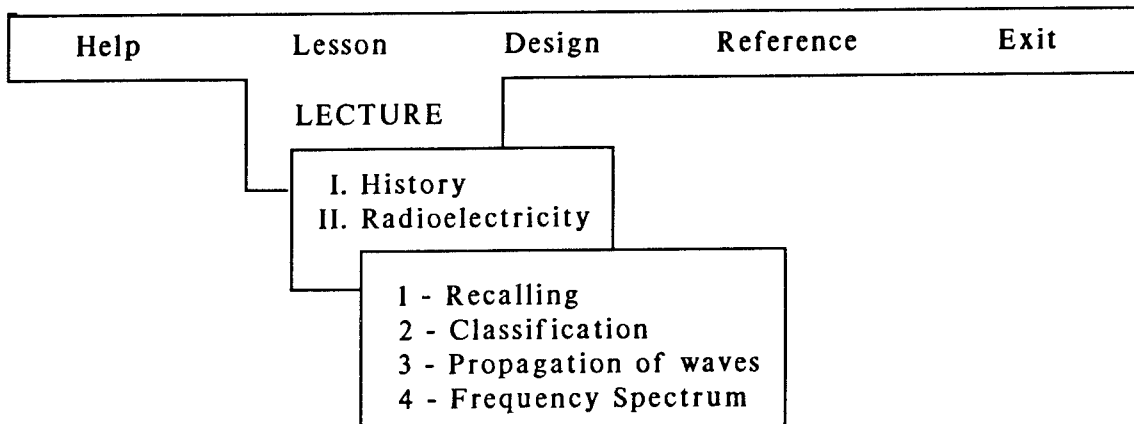 Help Lesson Design Reference Exit
LECTURE
I. History
II. Radioelectricity
1 - Recalling
2 - Classification
3 - Propagation of waves
4 - Frequency Spectrum